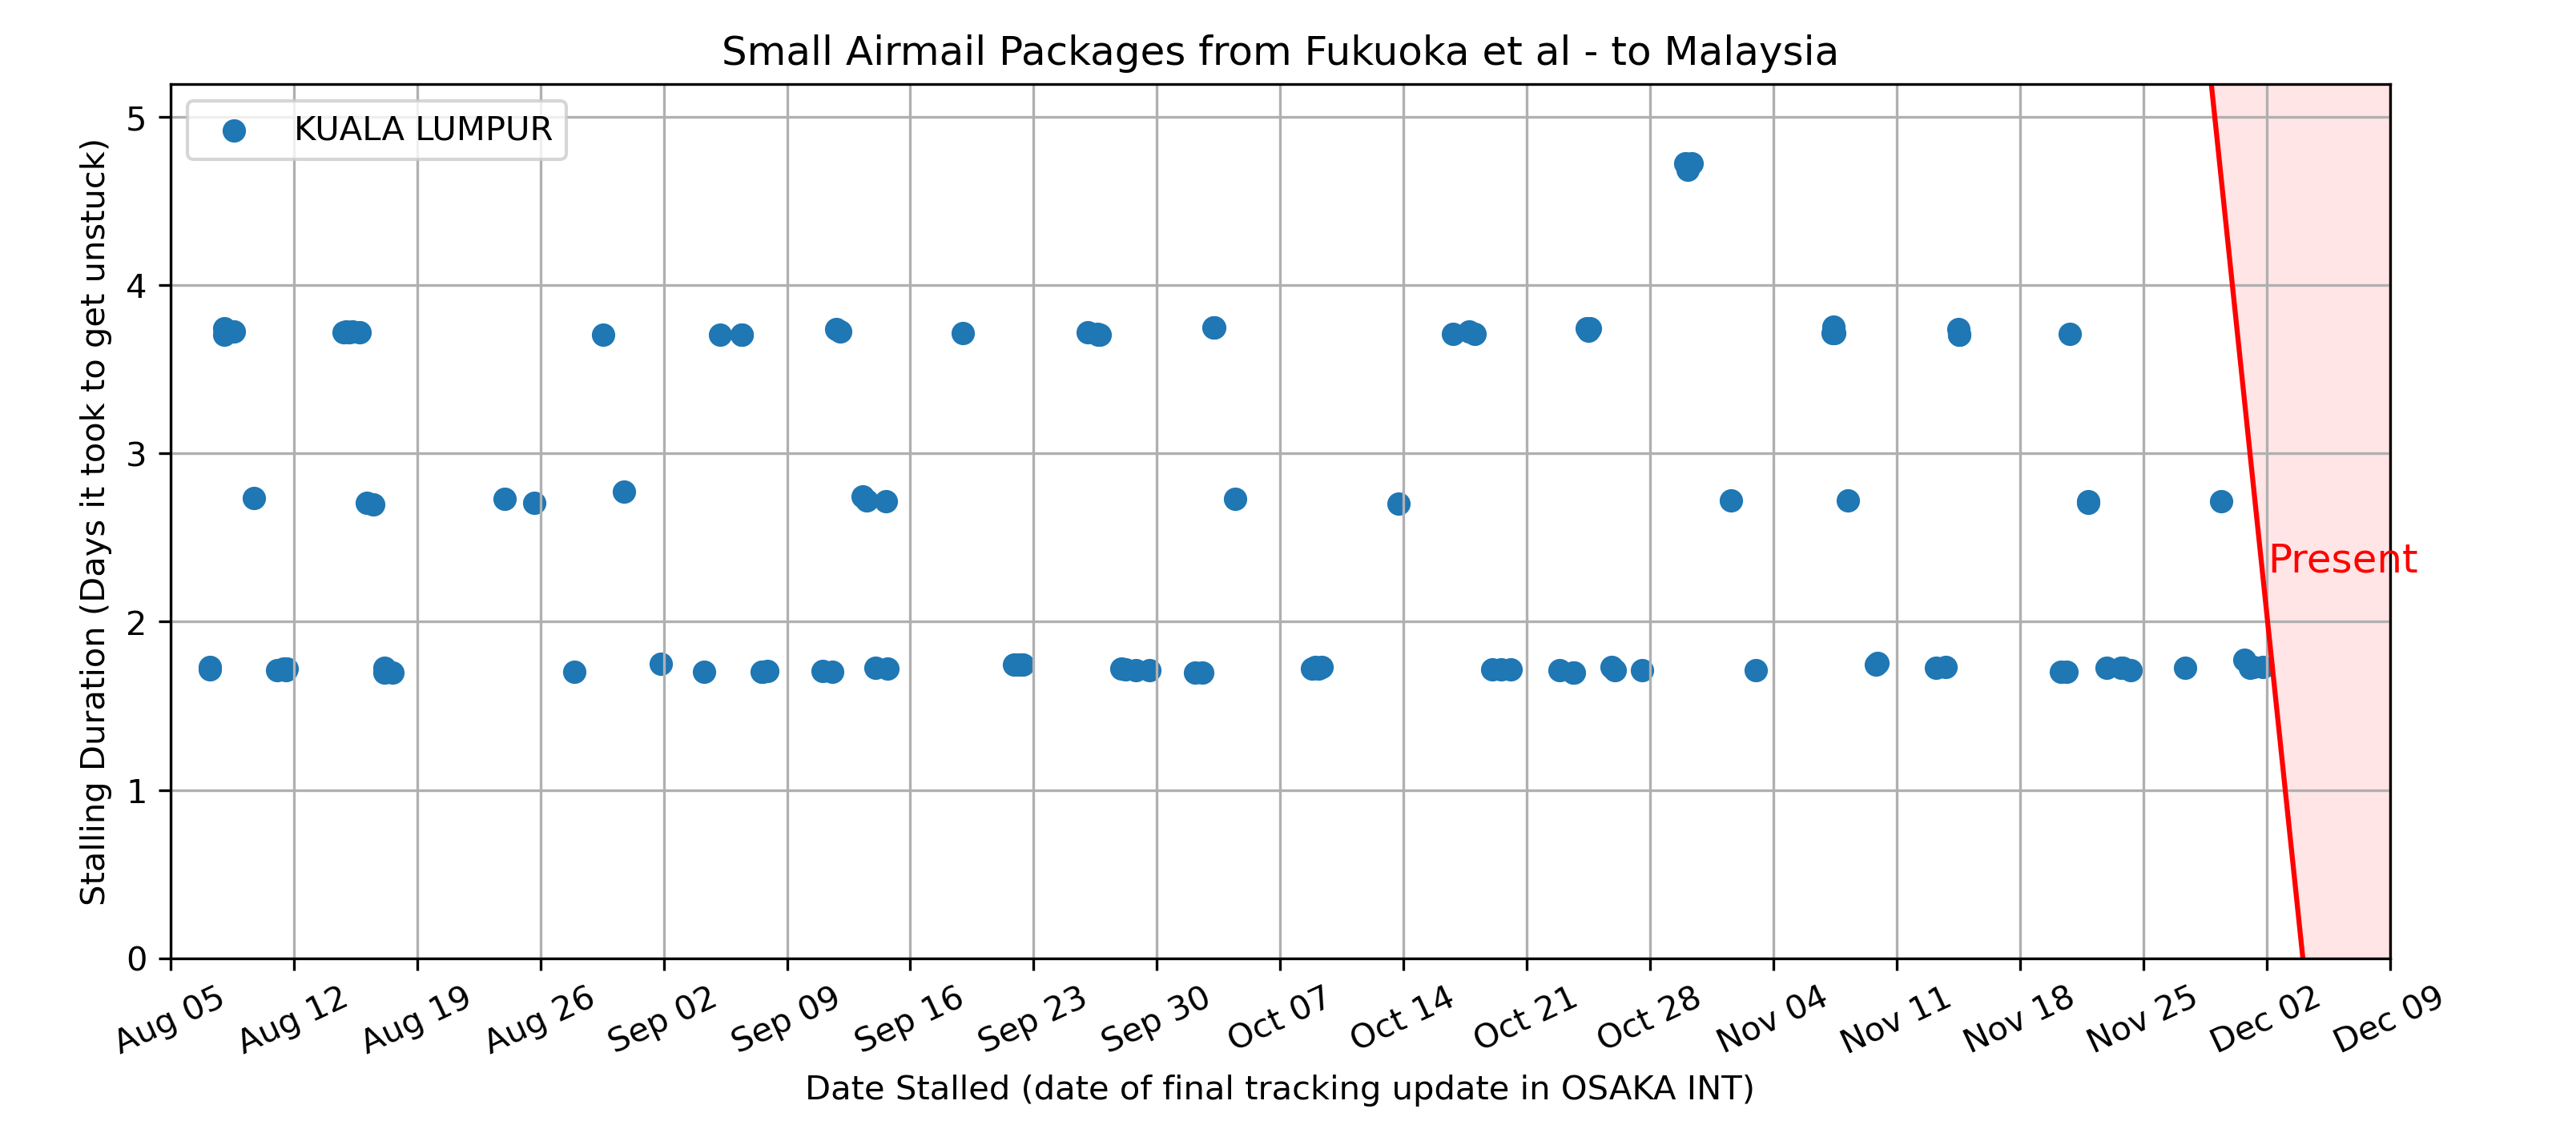 Small Airmail Packages from Fukuoka et al - to Malaysia
KUALA LUMPUR
Stalling Duration (Days it took to get unstuck)
5
4
3
2
1
0
Present
Aug 05
Aug 12
Aug 19
Aug 26
Sep 02
Sep 09
Sep 16
Sep 23
Sep 30
Oct 07
Oct 14
Oct 21
Oct 28
Nov 04
Nov 11
Nov 18
Nov 25
Dec 02
Dec 09
Date Stalled (date of final tracking update in OSAKA INT)